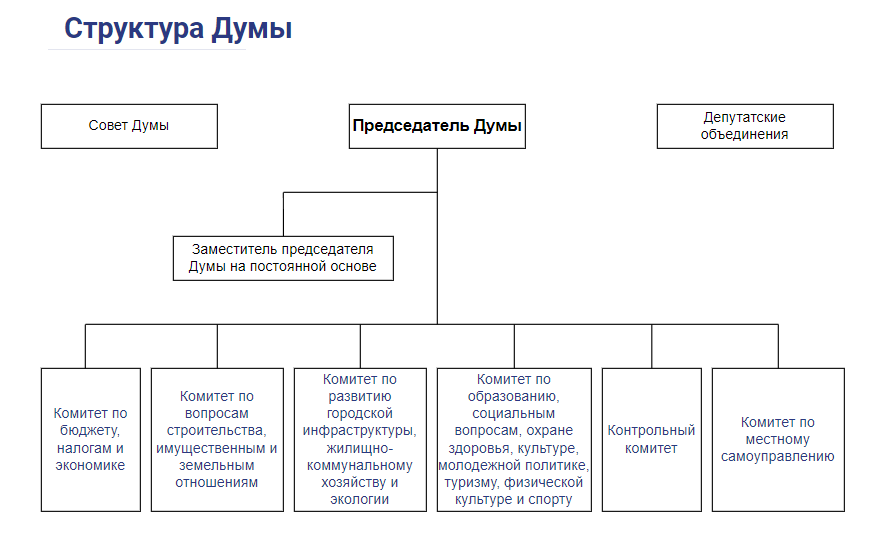 Структура Думы
Совет Думы
Председатель Думы
Депутатские
объединения
Заместитель председателя
Думы на постоянной основе
Комитет по
бюджету,
налогам и
экономике
Комитет по
вопросам
строительства,
имущественным и
земельным
отношениям
Комитет по
развитию
городской
инфраструктуры,
жилищно-
коммунальному
хозяйству и
экологии
Комитет по
образованию,
социальным
вопросам, охране
здоровья, культуре,
молодежной политике,
туризму, физической
культуре и спорту
Контрольный
комитет
Комитет по
местному
самоуправлению